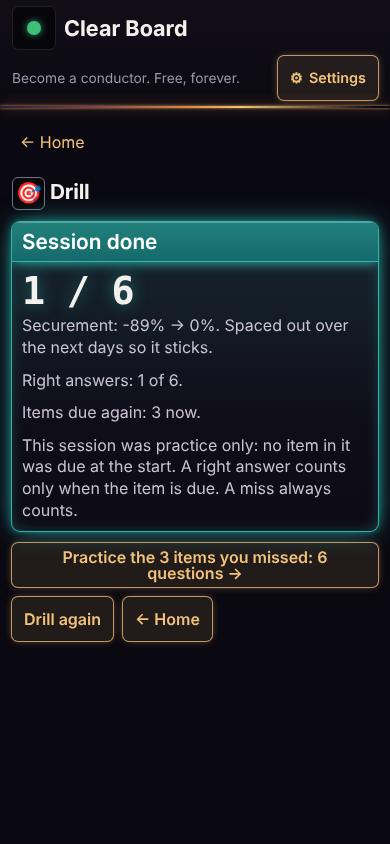 Clear Board
Become a conductor. Free, forever.
⚙ Settings
← Home
🎯 Drill
Session done
1 / 6
Securement: -89% → 0%. Spaced out over
the next days so it sticks.
Right answers: 1 of 6.
Items due again: 3 now.
This session was practice only: no item in it
was due at the start. A right answer counts
only when the item is due. A miss always
counts.
Practice the 3 items you missed: 6
questions →
Drill again
← Home